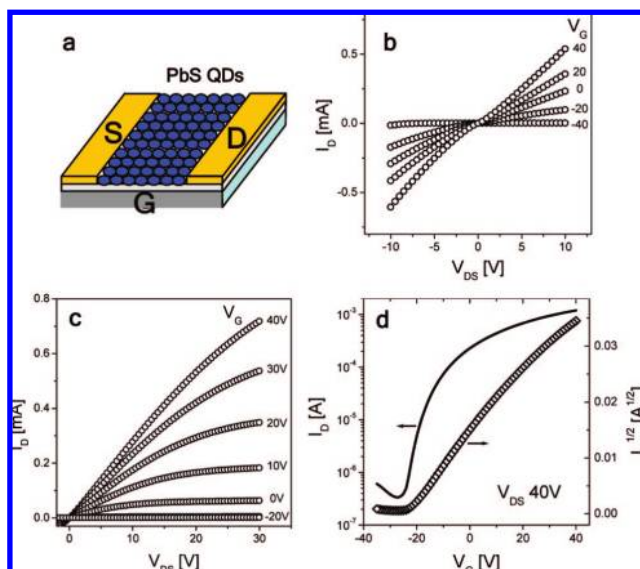 a
PbS QDs
S
D
G
b
V_G
40
20
0
-20
-40
0.5
0.0
-0.5
I_D [mA]
-10
-5
0
5
10
V_DS [V]
c
V_G
40V
30V
20V
10V
0V
-20V
0.8
0.6
0.4
0.2
0.0
I_D [mA]
0
10
20
30
V_DS [V]
d
10^-3
10^-4
10^-5
10^-6
10^-7
I_D [A]
0.03
0.02
0.01
0.00
V_DS 40V
-40
-20
0
20
40